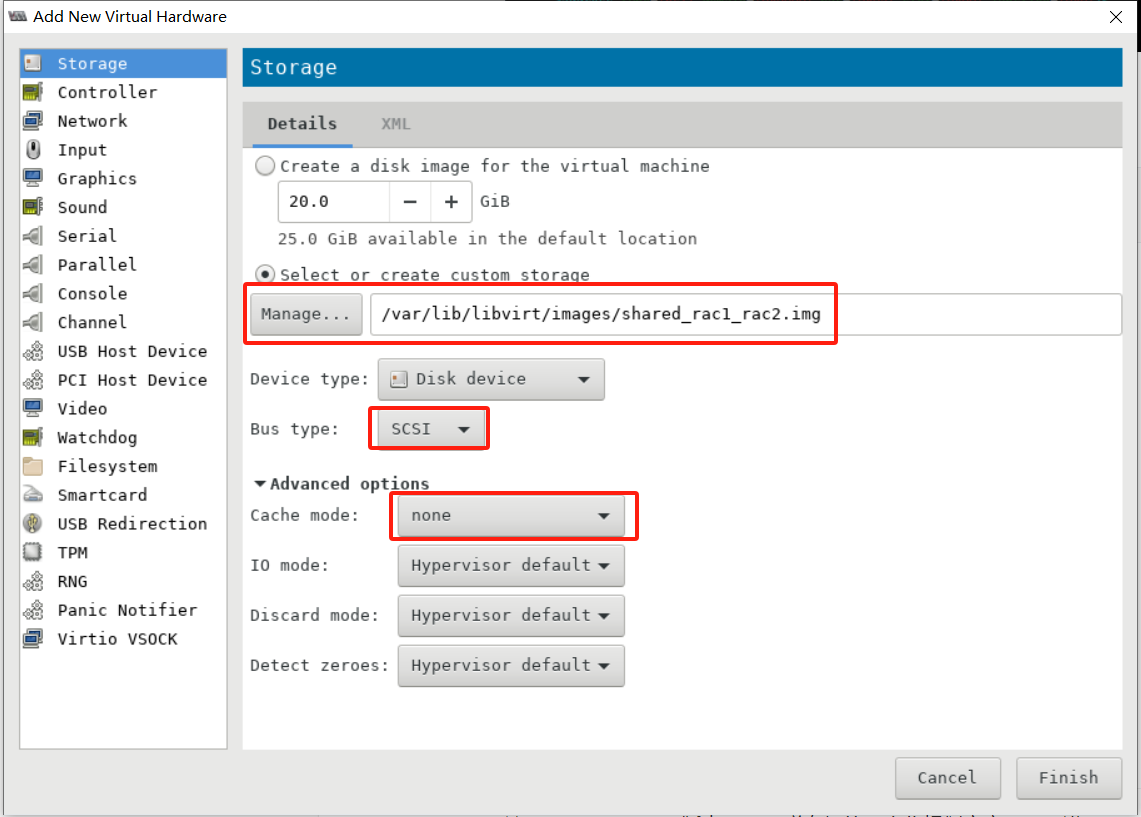 Add New Virtual Hardware
Storage
Controller
Network
Input
Graphics
Sound
Serial
Parallel
Console
Channel
USB Host Device
PCI Host Device
Video
Watchdog
Filesystem
Smartcard
USB Redirection
TPM
RNG
Panic Notifier
Virtio VSOCK
Storage
Details XML
Create a disk image for the virtual machine
20.0 − + GiB
25.0 GiB available in the default location
Select or create custom storage
Manage... /var/lib/libvirt/images/shared_rac1_rac2.img
Device type: Disk device
Bus type: SCSI
Advanced options
Cache mode: none
IO mode: Hypervisor default
Discard mode: Hypervisor default
Detect zeroes: Hypervisor default
Cancel Finish